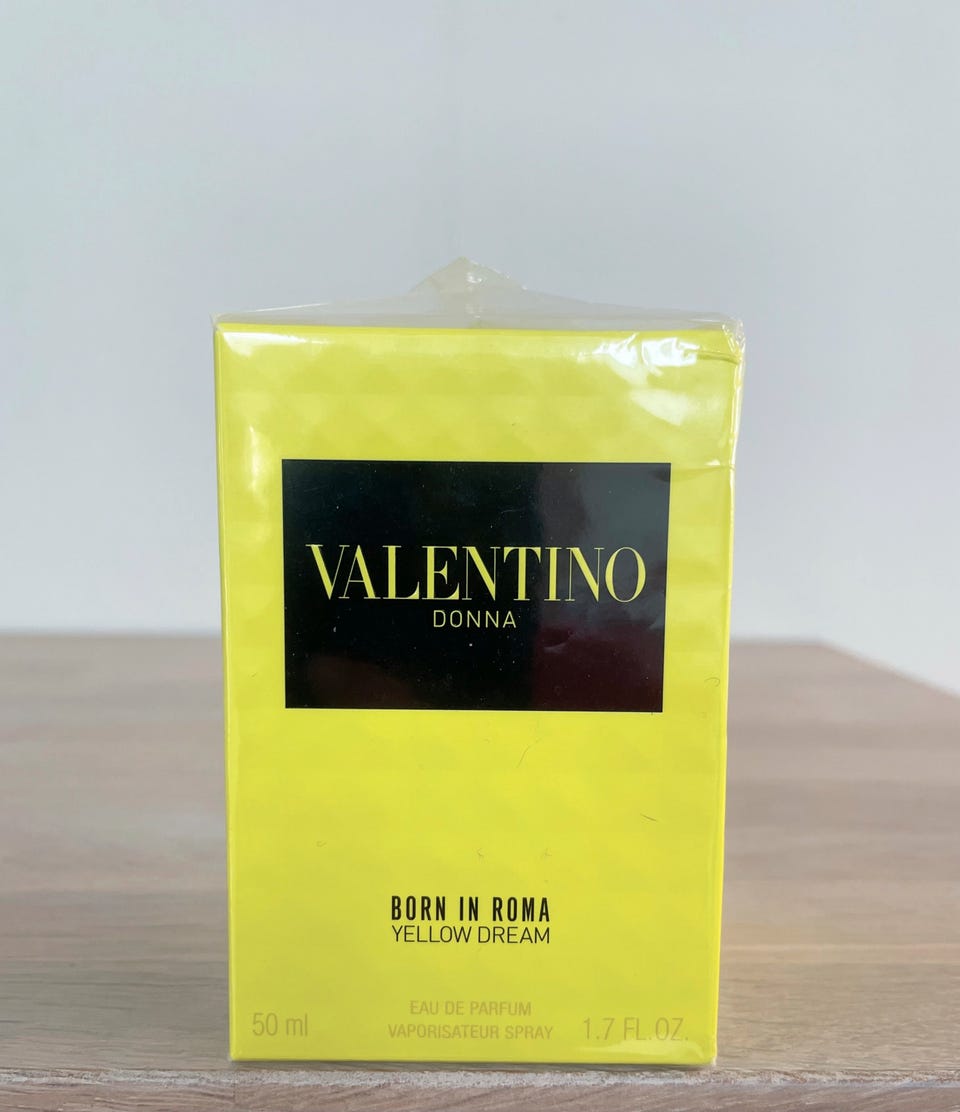 VALENTINO
DONNA
BORN IN ROMA
YELLOW DREAM
EAU DE PARFUM
50 ml VAPORISATEUR SPRAY 1.7 FL.OZ.